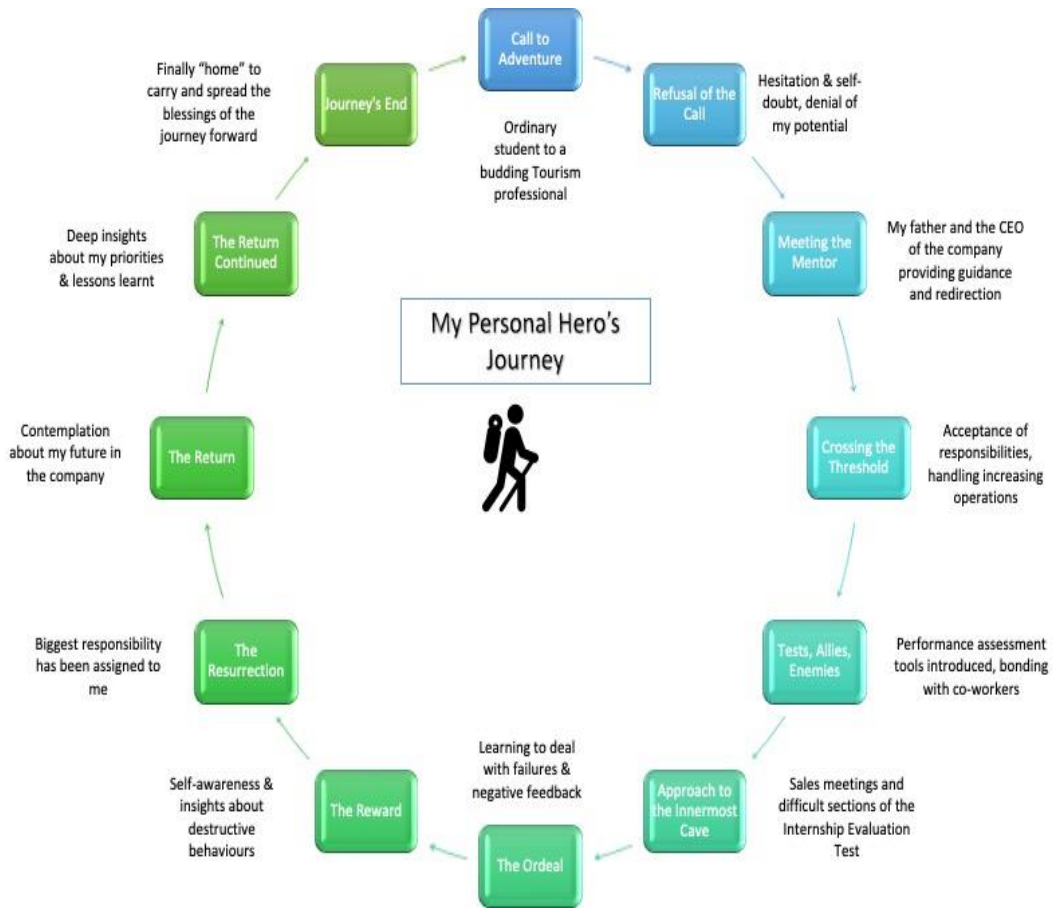 My Personal Hero’s
Journey
Call to
Adventure
Ordinary
student to a
budding Tourism
professional
Refusal of the
Call
Hesitation & self-
doubt, denial of
my potential
Meeting the
Mentor
My father and the CEO
of the company
providing guidance
and redirection
Crossing the
Threshold
Acceptance of
responsibilities,
handling increasing
operations
Tests, Allies,
Enemies
Performance assessment
tools introduced, bonding
with co-workers
Approach to
the Innermost
Cave
Sales meetings and
difficult sections of the
Internship Evaluation
Test
The Ordeal
Learning to deal
with failures &
negative feedback
The Reward
Self-awareness &
insights about
destructive
behaviours
The
Resurrection
Biggest responsibility
has been assigned to
me
The Return
Contemplation
about my future in
the company
The Return
Continued
Deep insights
about my priorities
& lessons learnt
Journey's End
Finally “home” to
carry and spread the
blessings of the
journey forward